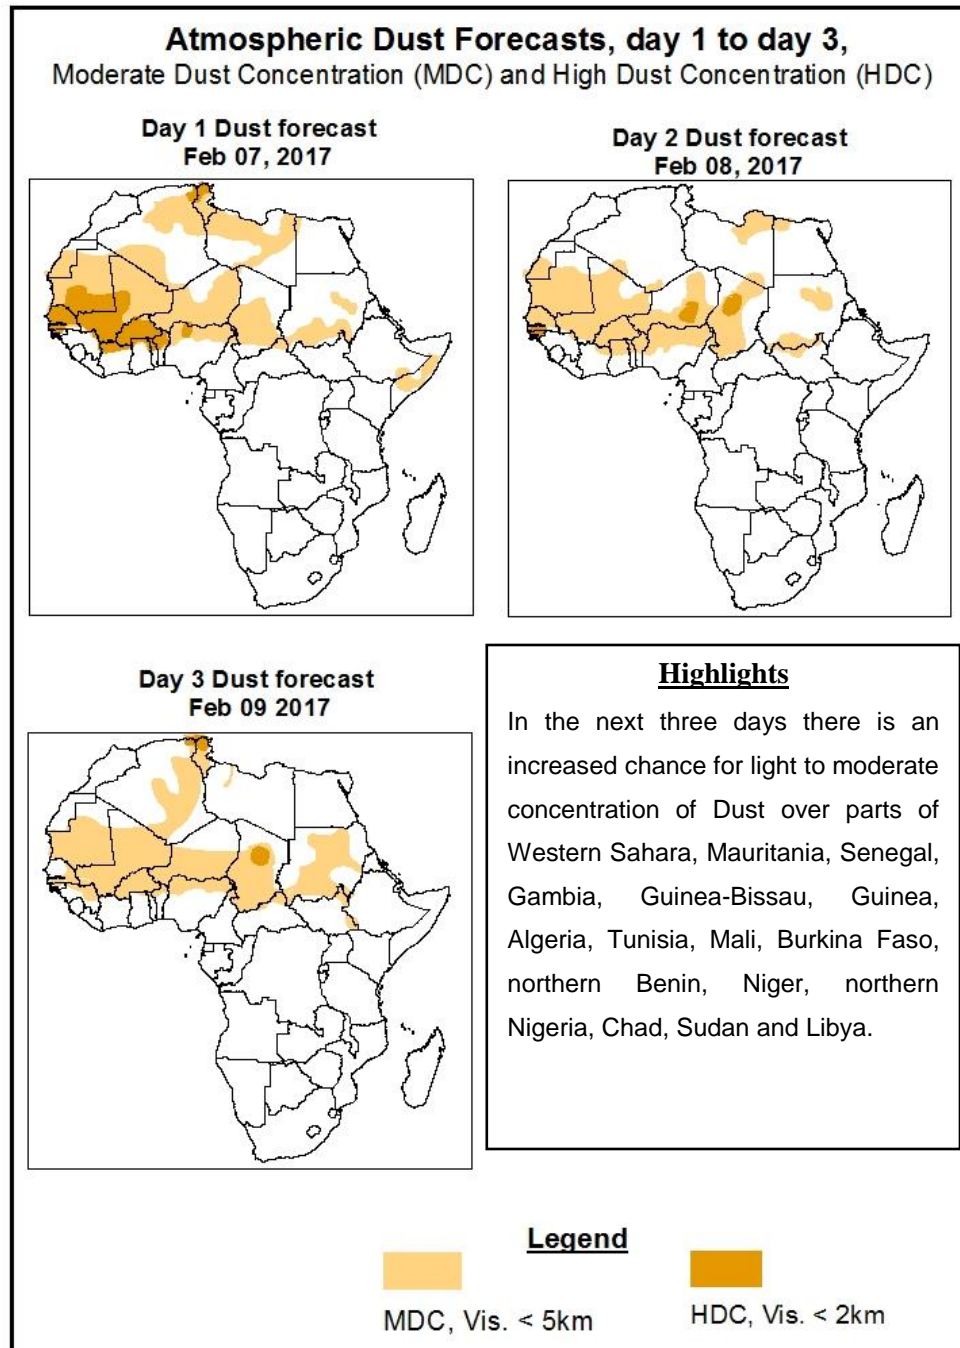 Atmospheric Dust Forecasts, day 1 to day 3,
Moderate Dust Concentration (MDC) and High Dust Concentration (HDC)
Day 1 Dust forecast
Feb 07, 2017
Day 2 Dust forecast
Feb 08, 2017
Day 3 Dust forecast
Feb 09 2017
Highlights
In the next three days there is an
increased chance for light to moderate
concentration of Dust over parts of
Western Sahara, Mauritania, Senegal,
Gambia, Guinea-Bissau, Guinea,
Algeria, Tunisia, Mali, Burkina Faso,
northern Benin, Niger, northern
Nigeria, Chad, Sudan and Libya.
Legend
MDC, Vis. < 5km
HDC, Vis. < 2km